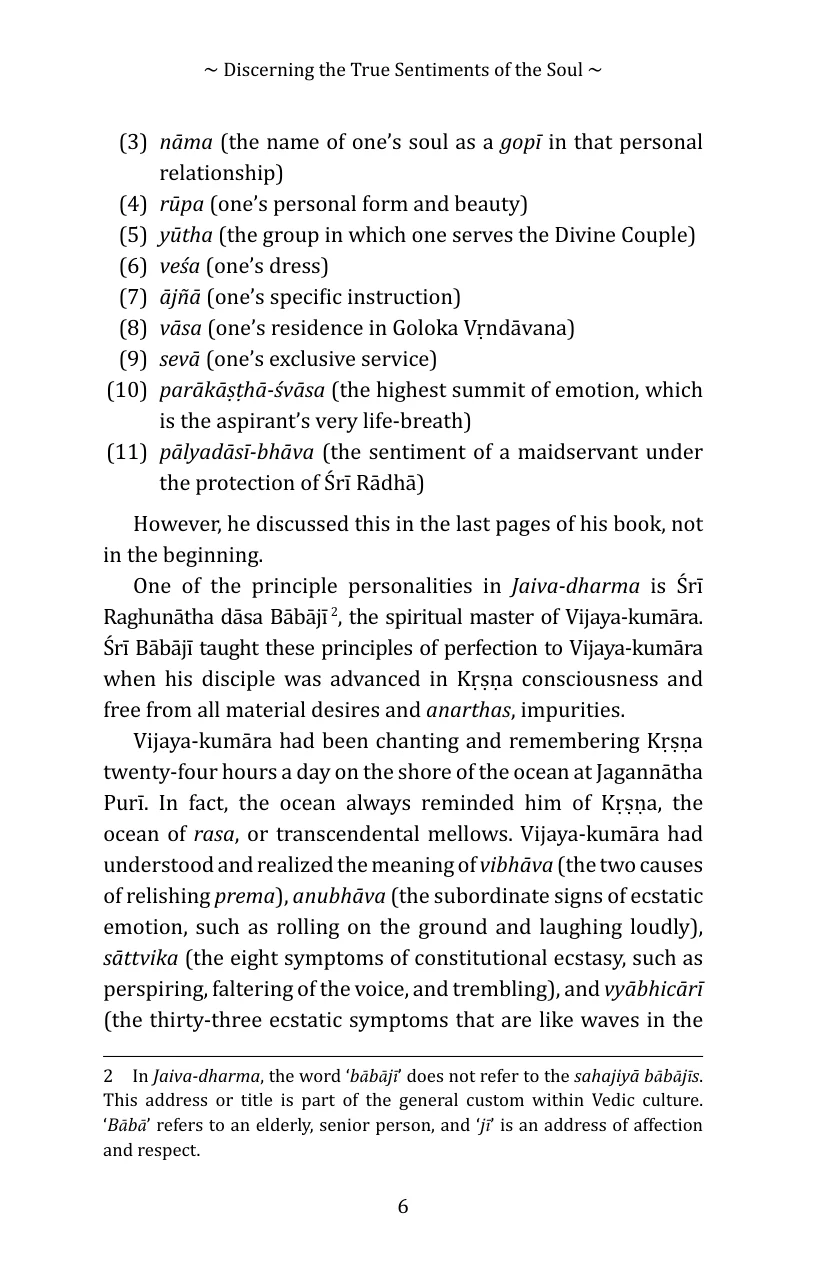 ~ Discerning the True Sentiments of the Soul ~
(3) nāma (the name of one’s soul as a gopī in that personal
relationship)
(4) rūpa (one’s personal form and beauty)
(5) yūtha (the group in which one serves the Divine Couple)
(6) veśa (one’s dress)
(7) ājñā (one’s specific instruction)
(8) vāsa (one’s residence in Goloka Vṛndāvana)
(9) sevā (one’s exclusive service)
(10) parākāṣṭhā-śvāsa (the highest summit of emotion, which
is the aspirant’s very life-breath)
(11) pālyadāsī-bhāva (the sentiment of a maidservant under
the protection of Śrī Rādhā)
However, he discussed this in the last pages of his book, not
in the beginning.
One of the principle personalities in Jaiva-dharma is Śrī
Raghunātha dāsa Bābājī 2, the spiritual master of Vijaya-kumāra.
Śrī Bābājī taught these principles of perfection to Vijaya-kumāra
when his disciple was advanced in Kṛṣṇa consciousness and
free from all material desires and anarthas, impurities.
Vijaya-kumāra had been chanting and remembering Kṛṣṇa
twenty-four hours a day on the shore of the ocean at Jagannātha
Purī. In fact, the ocean always reminded him of Kṛṣṇa, the
ocean of rasa, or transcendental mellows. Vijaya-kumāra had
understood and realized the meaning of vibhāva (the two causes
of relishing prema), anubhāva (the subordinate signs of ecstatic
emotion, such as rolling on the ground and laughing loudly),
sāttvika (the eight symptoms of constitutional ecstasy, such as
perspiring, faltering of the voice, and trembling), and vyābhicārī
(the thirty-three ecstatic symptoms that are like waves in the
2 In Jaiva-dharma, the word ‘bābājī’ does not refer to the sahajiyā bābājīs.
This address or title is part of the general custom within Vedic culture.
‘Bābā’ refers to an elderly, senior person, and ‘jī’ is an address of affection
and respect.
6